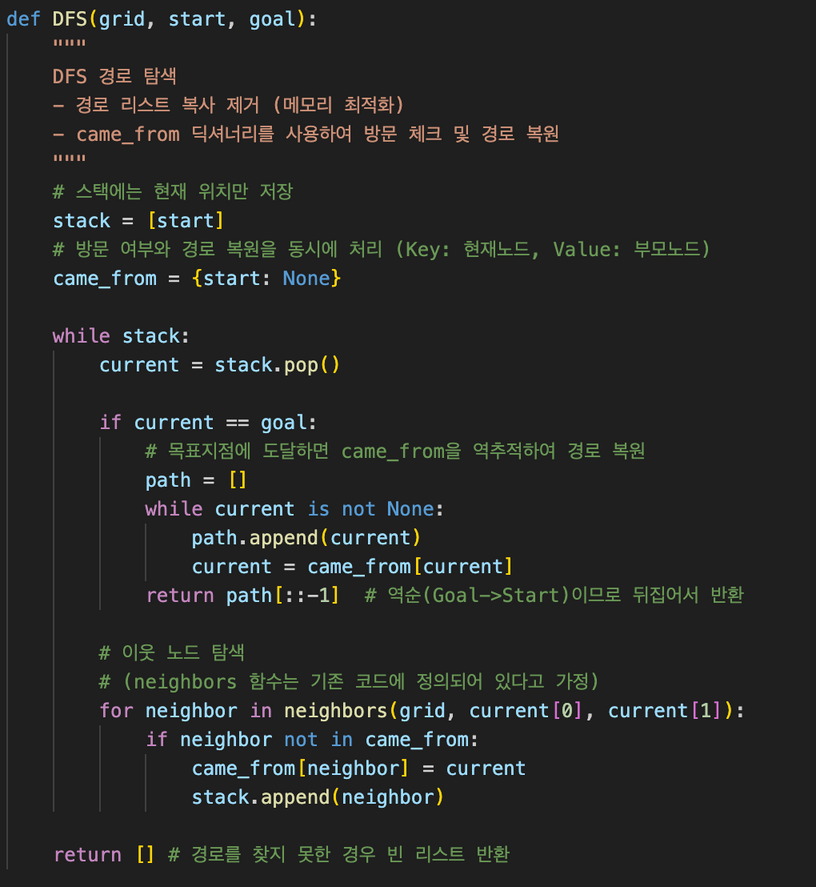 def DFS(grid, start, goal):
    """
    DFS 경로 탐색
    - 경로 리스트 복사 제거 (메모리 최적화)
    - came_from 딕셔너리를 사용하여 방문 체크 및 경로 복원
    """
    # 스택에는 현재 위치만 저장
    stack = [start]
    # 방문 여부와 경로 복원을 동시에 처리 (Key: 현재노드, Value: 부모노드)
    came_from = {start: None}

    while stack:
        current = stack.pop()

        if current == goal:
            # 목표지점에 도달하면 came_from을 역추적하여 경로 복원
            path = []
            while current is not None:
                path.append(current)
                current = came_from[current]
            return path[::-1]  # 역순(Goal->Start)이므로 뒤집어서 반환

        # 이웃 노드 탐색
        # (neighbors 함수는 기존 코드에 정의되어 있다고 가정)
        for neighbor in neighbors(grid, current[0], current[1]):
            if neighbor not in came_from:
                came_from[neighbor] = current
                stack.append(neighbor)

    return [] # 경로를 찾지 못한 경우 빈 리스트 반환